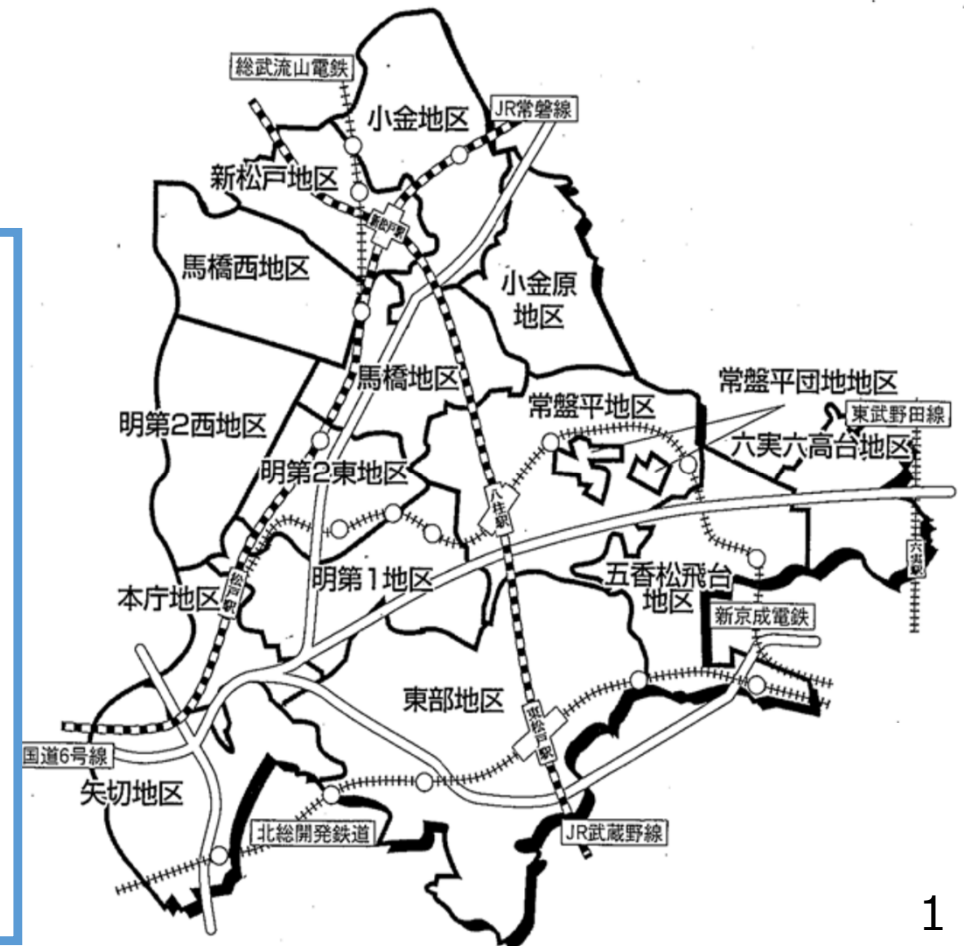 総武流山電鉄
小金地区
JR常磐線
新松戸地区
新松戸駅
馬橋西地区
小金原
地区
馬橋地区
常盤平団地地区
常盤平地区
東武野田線
明第2西地区
六実六高台地区
明第2東地区
八柱駅
六実駅
明第1地区
五香松飛台
地区
本庁地区
松戸駅
新京成電鉄
東部地区
東松戸駅
国道6号線
矢切地区
北総開発鉄道
JR武蔵野線
1